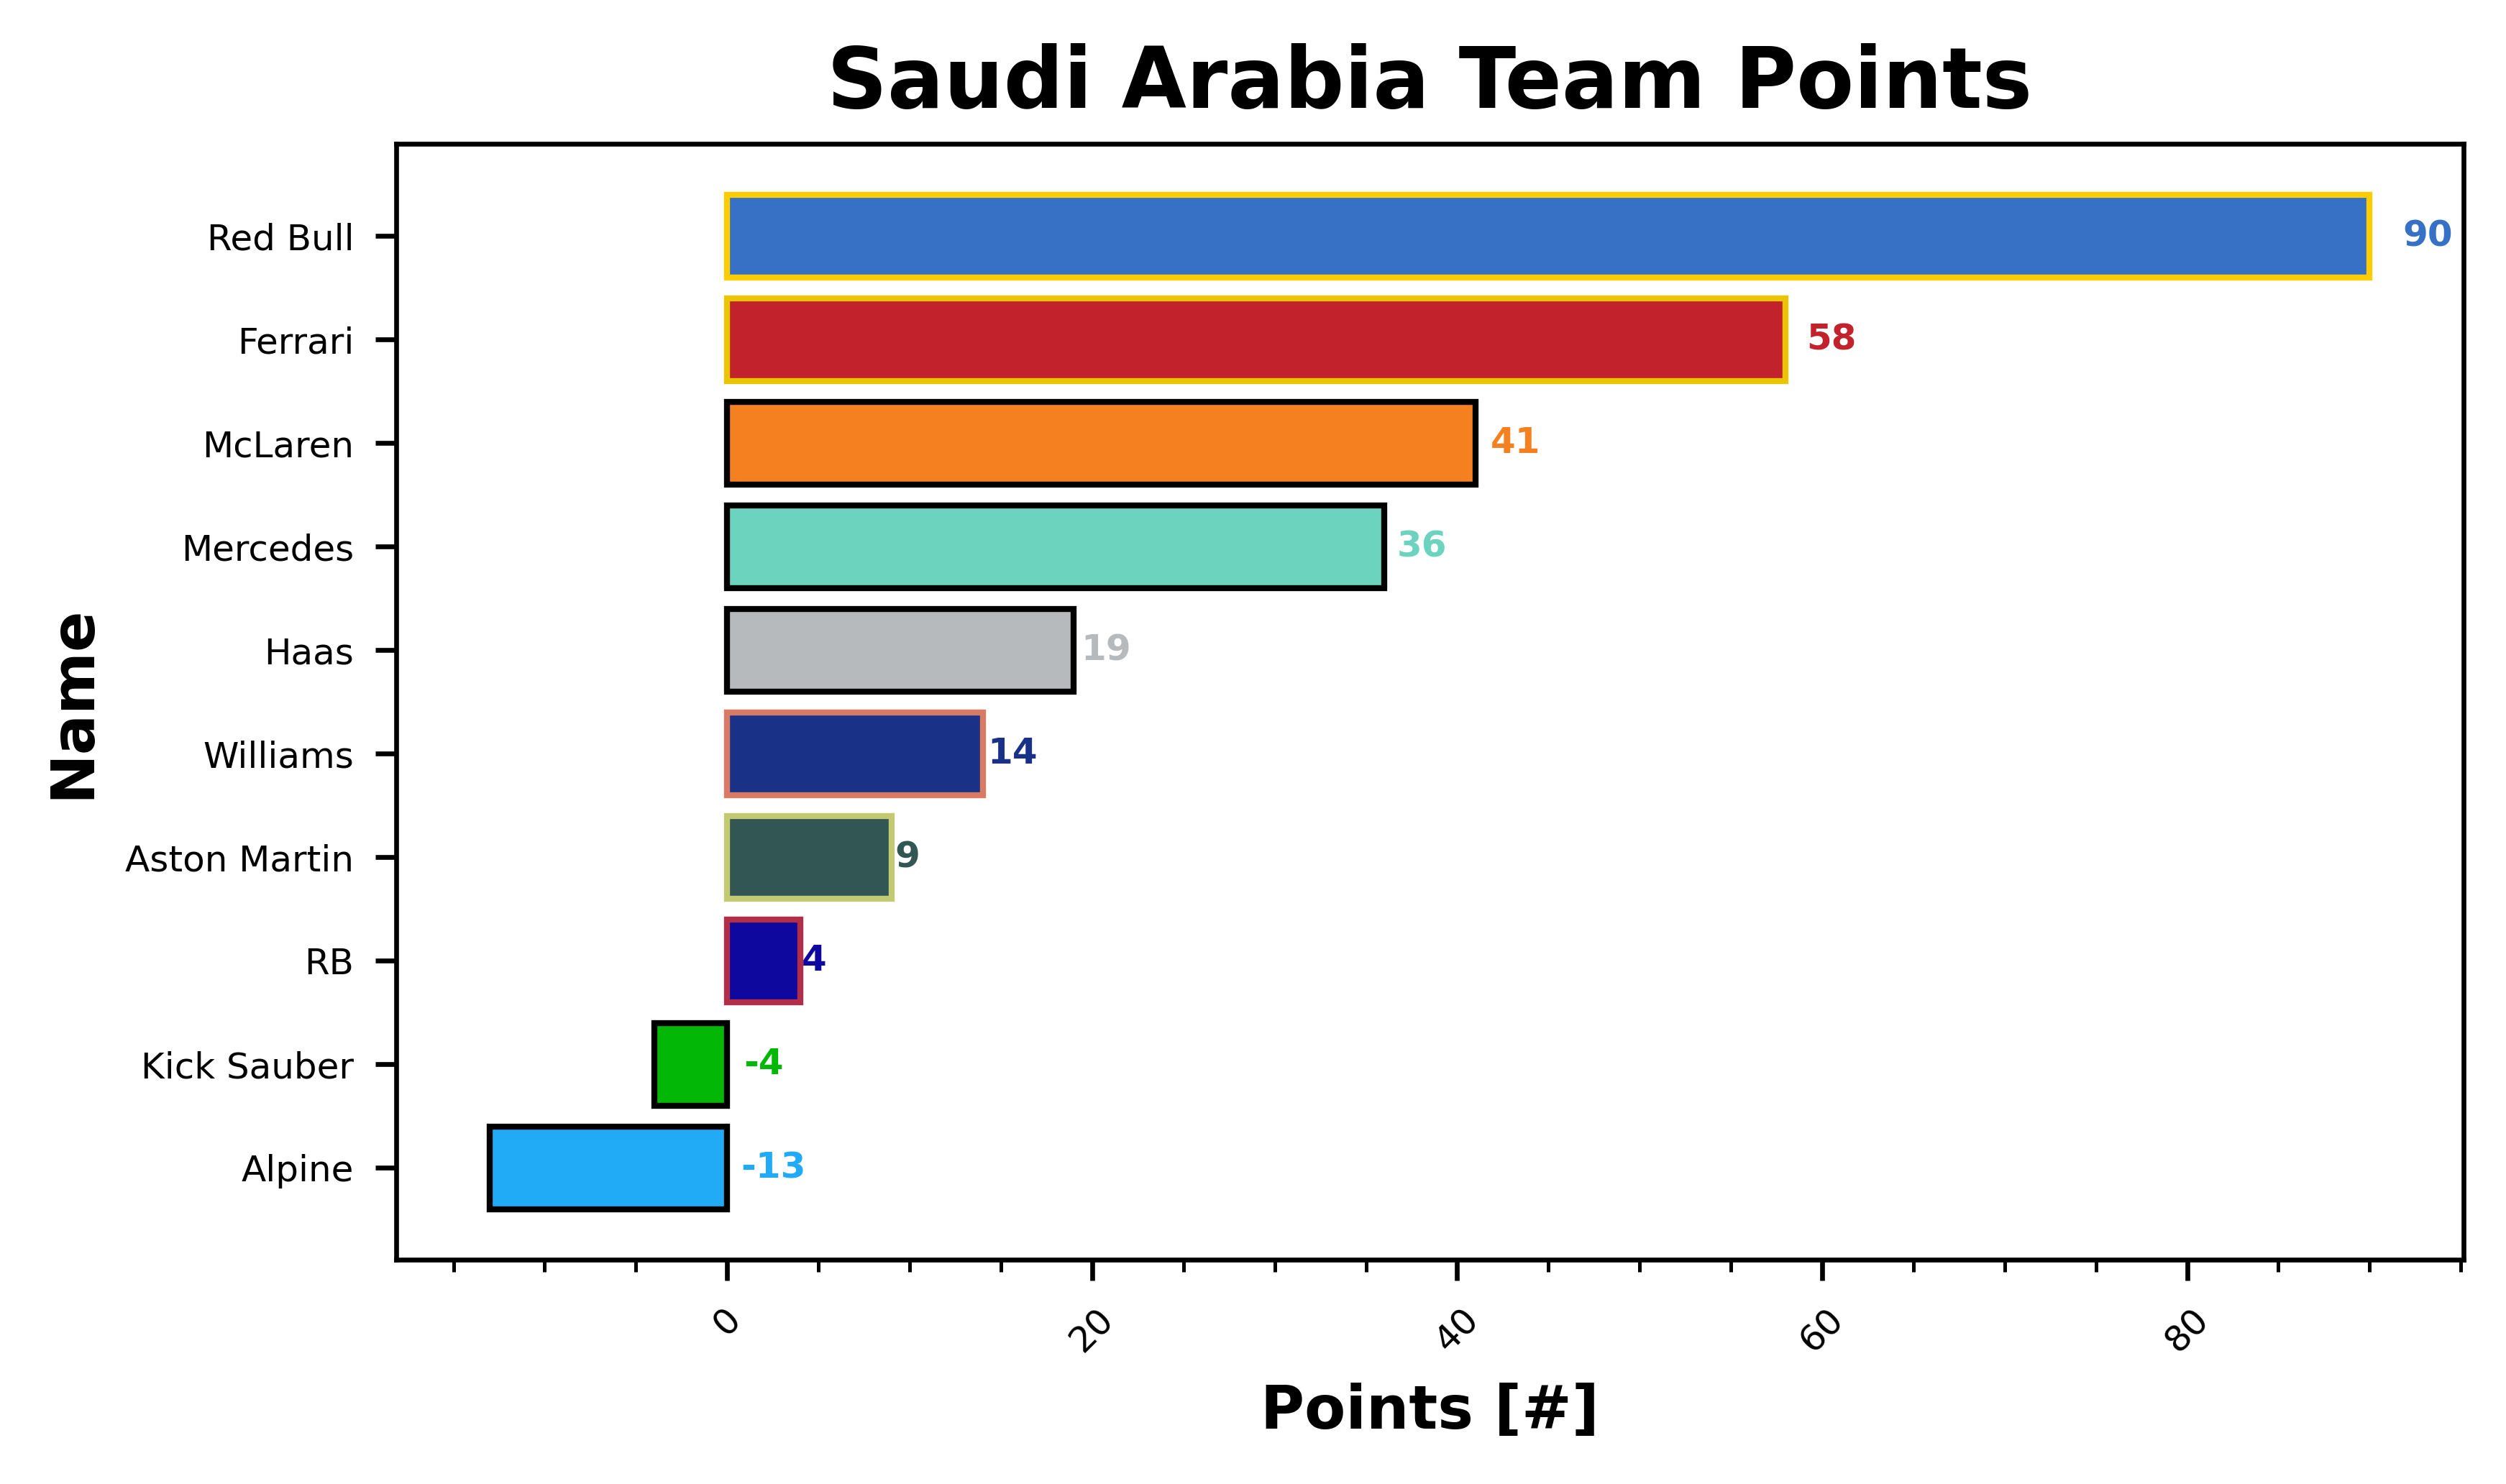 Saudi Arabia Team Points
Name
Red Bull 90
Ferrari 58
McLaren 41
Mercedes 36
Haas 19
Williams 14
Aston Martin 9
RB 4
Kick Sauber -4
Alpine -13
0 20 40 60 80
Points [#]